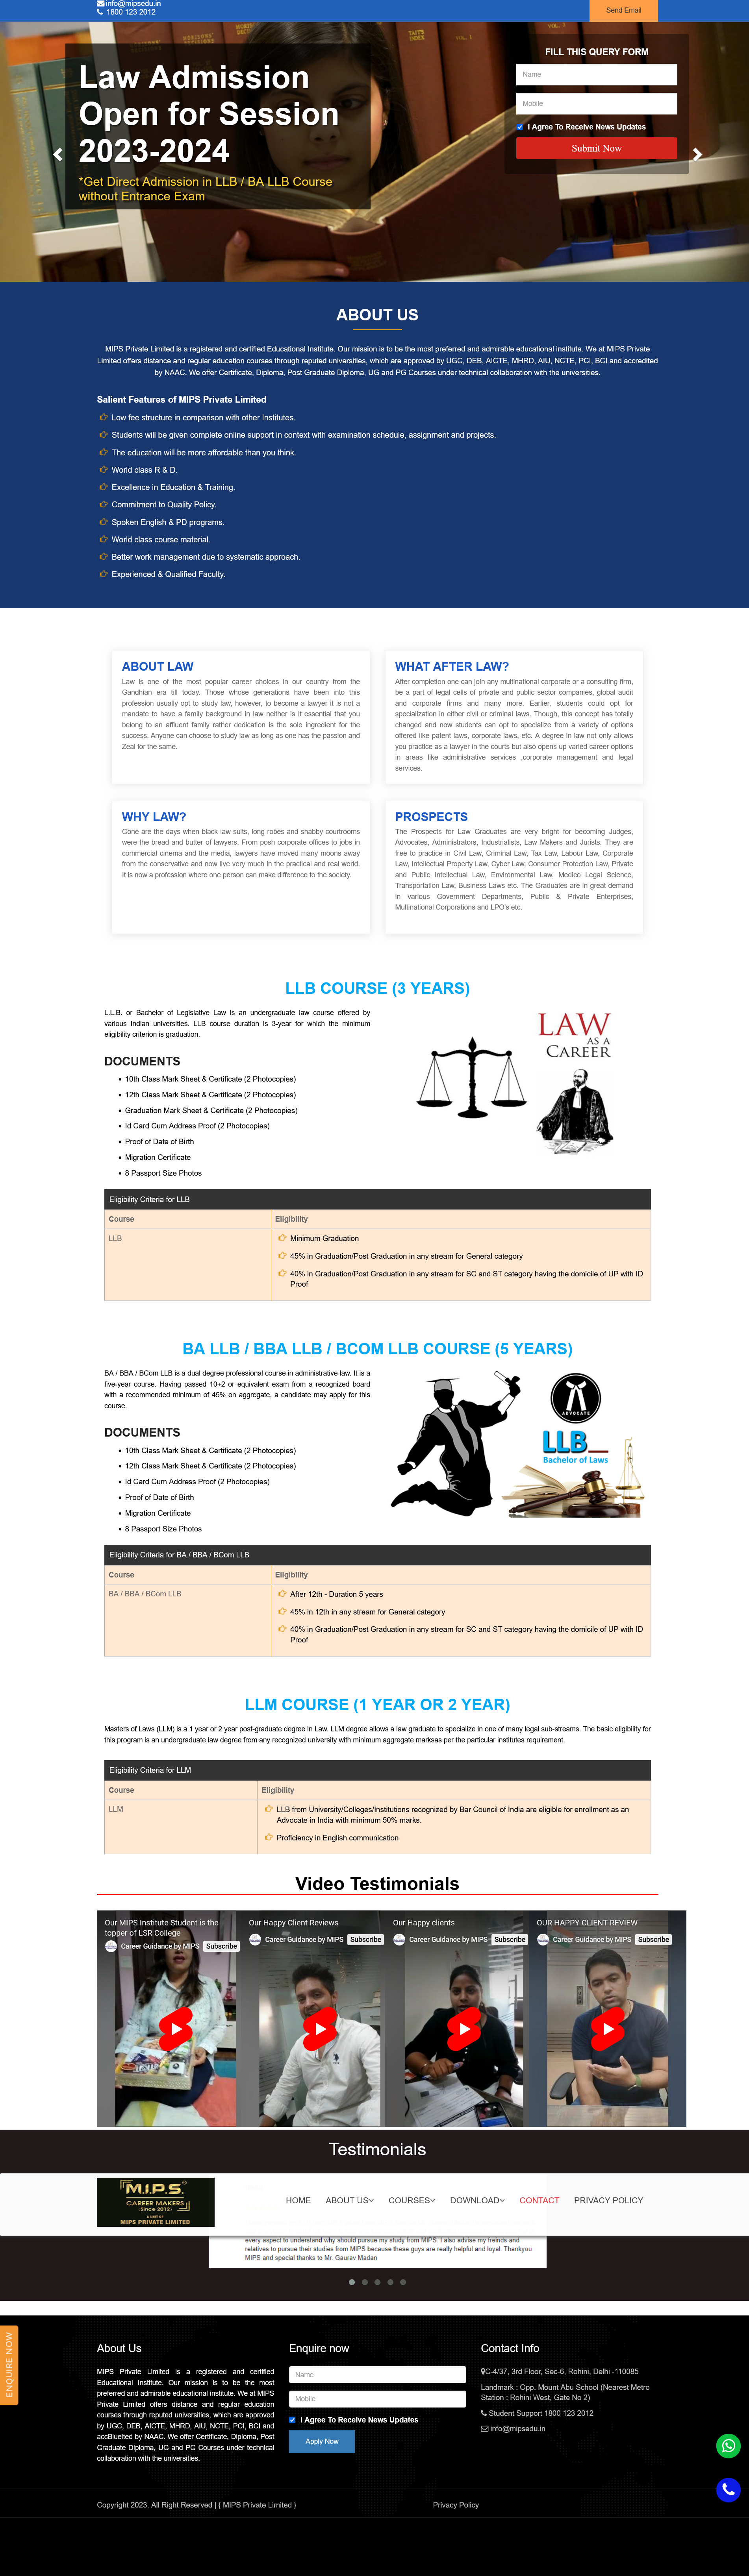 info@mipsedu.in
1800 123 2012
Send Email
Law Admission
Open for Session
2023-2024
*Get Direct Admission in LLB / BA LLB Course
without Entrance Exam
FILL THIS QUERY FORM
Name
Mobile
I Agree To Receive News Updates
Submit Now
ABOUT US
MIPS Private Limited is a registered and certified Educational Institute. Our mission is to be the most preferred and admirable educational institute. We at MIPS Private
Limited offers distance and regular education courses through reputed universities, which are approved by UGC, DEB, AICTE, MHRD, AIU, NCTE, PCI, BCI and accredited
by NAAC. We offer Certificate, Diploma, Post Graduate Diploma, UG and PG Courses under technical collaboration with the universities.
Salient Features of MIPS Private Limited
Low fee structure in comparison with other Institutes.
Students will be given complete online support in context with examination schedule, assignment and projects.
The education will be more affordable than you think.
World class R & D.
Excellence in Education & Training.
Commitment to Quality Policy.
Spoken English & PD programs.
World class course material.
Better work management due to systematic approach.
Experienced & Qualified Faculty.
ABOUT LAW
Law is one of the most popular career choices in our country from the
Gandhian era till today. Those whose generations have been into this
profession usually opt to study law, however, to become a lawyer it is not a
mandate to have a family background in law neither is it essential that you
belong to an affluent family rather dedication is the sole ingredient for the
success. Anyone can choose to study law as long as one has the passion and
Zeal for the same.
WHAT AFTER LAW?
After completion one can join any multinational corporate or a consulting firm,
be a part of legal cells of private and public sector companies, global audit
and corporate firms and many more. Earlier, students could opt for
specialization in either civil or criminal laws. Though, this concept has totally
changed and now students can opt to specialize from a variety of options
offered like patent laws, corporate laws, etc. A degree in law not only allows
you practice as a lawyer in the courts but also opens up varied career options
in areas like administrative services ,corporate management and legal
services.
WHY LAW?
Gone are the days when black law suits, long robes and shabby courtrooms
were the bread and butter of lawyers. From posh corporate offices to jobs in
commercial cinema and the media, lawyers have moved many moons away
from the conservative and now live very much in the practical and real world.
It is now a profession where one person can make difference to the society.
PROSPECTS
The Prospects for Law Graduates are very bright for becoming Judges,
Advocates, Administrators, Industrialists, Law Makers and Jurists. They are
free to practice in Civil Law, Criminal Law, Tax Law, Labour Law, Corporate
Law, Intellectual Property Law, Cyber Law, Consumer Protection Law, Private
and Public Intellectual Law, Environmental Law, Medico Legal Science,
Transportation Law, Business Laws etc. The Graduates are in great demand
in various Government Departments, Public & Private Enterprises,
Multinational Corporations and LPO's etc.
LLB COURSE (3 YEARS)
L.L.B. or Bachelor of Legislative Law is an undergraduate law course offered by
various Indian universities. LLB course duration is 3-year for which the minimum
eligibility criterion is graduation.
LAW
AS A
CAREER
DOCUMENTS
10th Class Mark Sheet & Certificate (2 Photocopies)
12th Class Mark Sheet & Certificate (2 Photocopies)
Graduation Mark Sheet & Certificate (2 Photocopies)
Id Card Cum Address Proof (2 Photocopies)
Proof of Date of Birth
Migration Certificate
8 Passport Size Photos
Eligibility Criteria for LLB
Course Eligibility
LLB
Minimum Graduation
45% in Graduation/Post Graduation in any stream for General category
40% in Graduation/Post Graduation in any stream for SC and ST category having the domicile of UP with ID
Proof
BA LLB / BBA LLB / BCOM LLB COURSE (5 YEARS)
BA / BBA / BCom LLB is a dual degree professional course in administrative law. It is a
five-year course. Having passed 10+2 or equivalent exam from a recognized board
with a recommended minimum of 45% on aggregate, a candidate may apply for this
course.
ADVOCATE
LLB
Bachelor of Laws
DOCUMENTS
10th Class Mark Sheet & Certificate (2 Photocopies)
12th Class Mark Sheet & Certificate (2 Photocopies)
Id Card Cum Address Proof (2 Photocopies)
Proof of Date of Birth
Migration Certificate
8 Passport Size Photos
Eligibility Criteria for BA / BBA / BCom LLB
Course Eligibility
BA / BBA / BCom LLB
After 12th - Duration 5 years
45% in 12th in any stream for General category
40% in Graduation/Post Graduation in any stream for SC and ST category having the domicile of UP with ID
Proof
LLM COURSE (1 YEAR OR 2 YEAR)
Masters of Laws (LLM) is a 1 year or 2 year post-graduate degree in Law. LLM degree allows a law graduate to specialize in one of many legal sub-streams. The basic eligibility for
this program is an undergraduate law degree from any recognized university with minimum aggregate marksas per the particular institutes requirement.
Eligibility Criteria for LLM
Course Eligibility
LLM
LLB from University/Colleges/Institutions recognized by Bar Council of India are eligible for enrollment as an
Advocate in India with minimum 50% marks.
Proficiency in English communication
Video Testimonials
Our MIPS Institute Student is the
topper of LSR College
Career Guidance by MIPS Subscribe
Our Happy Client Reviews
Career Guidance by MIPS Subscribe
Our Happy clients
Career Guidance by MIPS Subscribe
OUR HAPPY CLIENT REVIEW
Career Guidance by MIPS Subscribe
Testimonials
M.I.P.S.®
CAREER MAKERS
(Since 2012)
A UNIT OF
MIPS PRIVATE LIMITED
HOME ABOUT US COURSES DOWNLOAD CONTACT PRIVACY POLICY
every aspect to understand why should pursue my study from MIPS. I also advise my freinds and
relatives to pursue their studies from MIPS because these guys are really helpful and loyal. Thankyou
MIPS and special thanks to Mr. Gaurav Madan
ENQUIRE NOW
About Us
MIPS Private Limited is a registered and certified
Educational Institute. Our mission is to be the most
preferred and admirable educational institute. We at MIPS
Private Limited offers distance and regular education
courses through reputed universities, which are approved
by UGC, DEB, AICTE, MHRD, AIU, NCTE, PCI, BCI and
accBlueited by NAAC. We offer Certificate, Diploma, Post
Graduate Diploma, UG and PG Courses under technical
collaboration with the universities.
Enquire now
Name
Mobile
I Agree To Receive News Updates
Apply Now
Contact Info
C-4/37, 3rd Floor, Sec-6, Rohini, Delhi -110085
Landmark : Opp. Mount Abu School (Nearest Metro
Station : Rohini West, Gate No 2)
Student Support 1800 123 2012
info@mipsedu.in
Copyright 2023. All Right Reserved | { MIPS Private Limited }
Privacy Policy